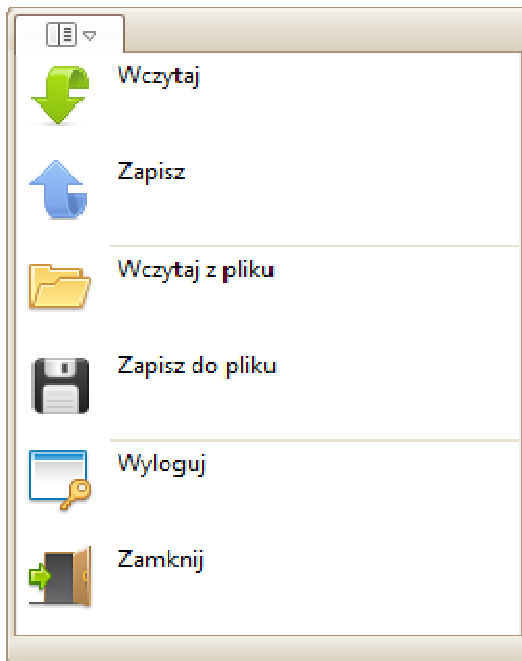 Wczytaj
Zapisz
Wczytaj z pliku
Zapisz do pliku
Wyloguj
Zamknij